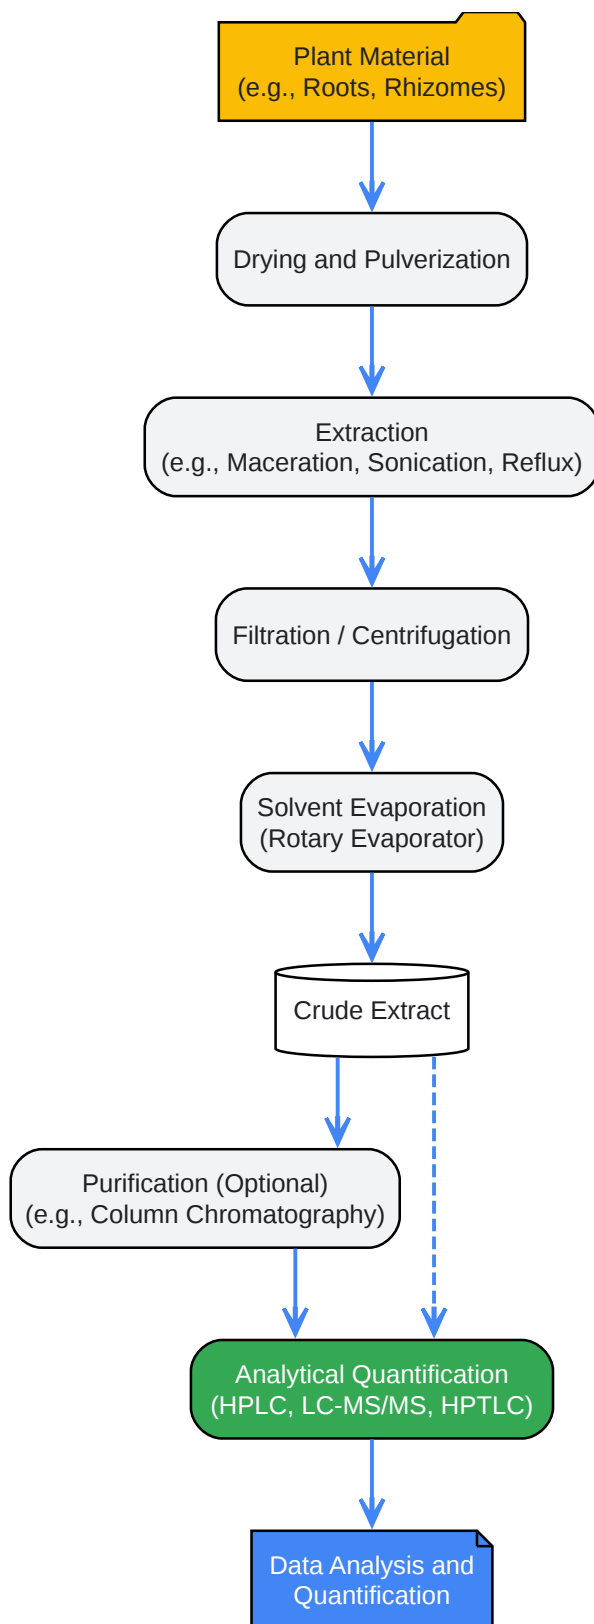 Plant Material
(e.g., Roots, Rhizomes)
Drying and Pulverization
Extraction
(e.g., Maceration, Sonication, Reflux)
Filtration / Centrifugation
Solvent Evaporation
(Rotary Evaporator)
Crude Extract
Purification (Optional)
(e.g., Column Chromatography)
Analytical Quantification
(HPLC, LC-MS/MS, HPTLC)
Data Analysis and
Quantification